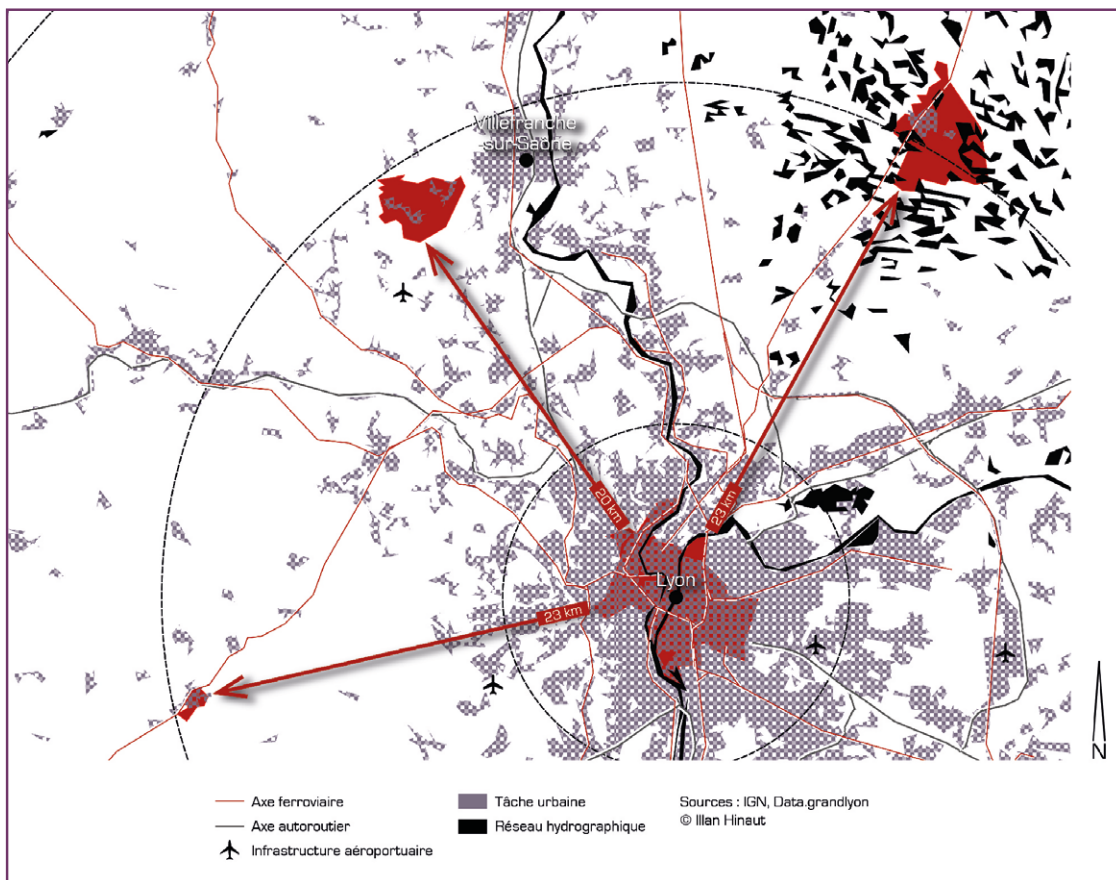 Villefranche
sur Saône
20 km
23 km
Lyon
23 km
N
Axe ferroviaire
Axe autoroutier
Infrastructure aéroportuaire
Tâche urbaine
Réseau hydrographique
Sources : IGN, Data.grandlyon
© Illan Hinaut